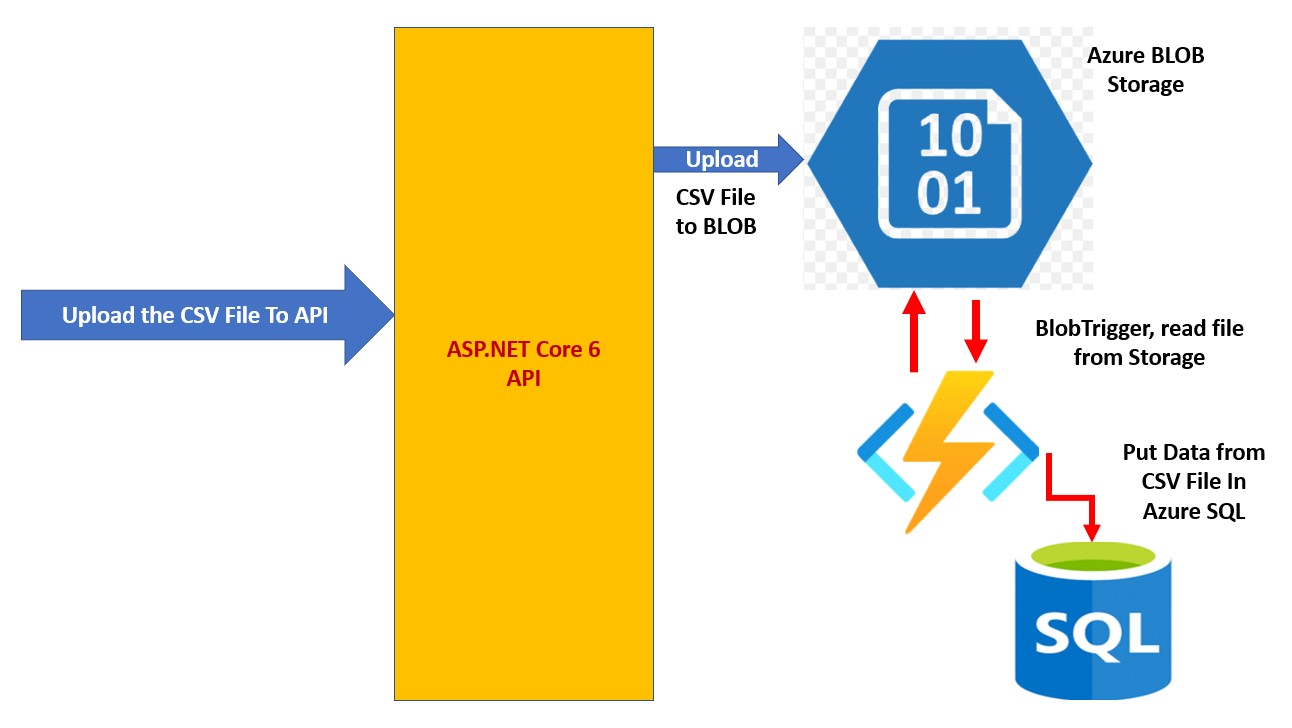 Azure BLOB
Storage
10
01
Upload
CSV File
to BLOB
Upload the CSV File To API
ASP.NET Core 6
API
BlobTrigger, read file
from Storage
Put Data from
CSV File In
Azure SQL
SQL